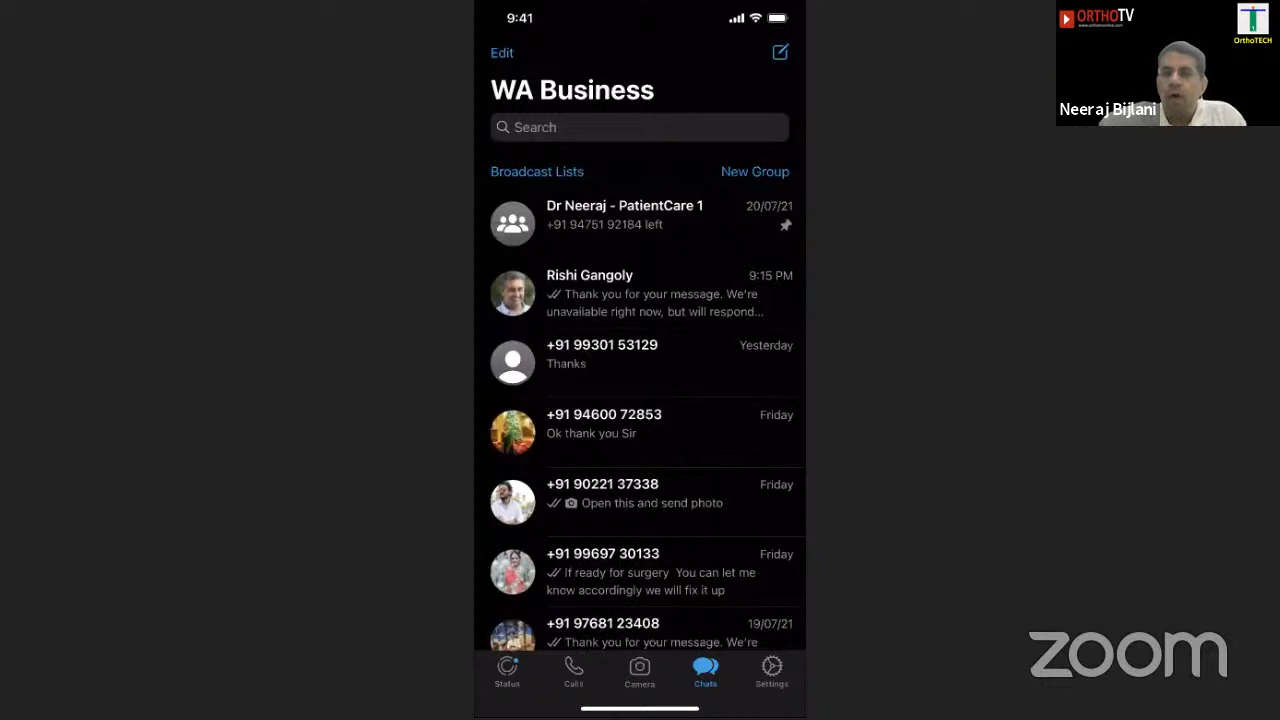 9:41
Edit
WA Business
Search
Broadcast Lists
New Group
Dr Neeraj - PatientCare 1
20/07/21
+91 94751 92184 left
Rishi Gangoly
9:15 PM
Thank you for your message. We're
unavailable right now, but will respond...
+91 99301 53129
Yesterday
Thanks
+91 94600 72853
Friday
Ok thank you Sir
+91 90221 37338
Friday
Open this and send photo
+91 99697 30133
Friday
If ready for surgery You can let me
know accordingly we will fix it up
+91 97681 23408
19/07/21
Thank you for your message. We're
Status
Calls
Camera
Chats
Settings
ORTHOTV
www.orthotvonline.com
OrthoTECH
Neeraj Bijlani
zoom